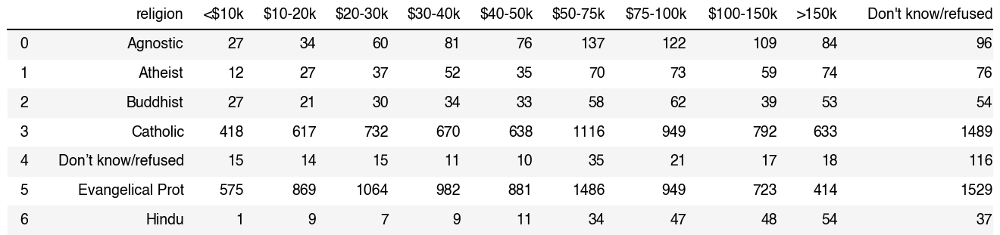 religion <$10k $10-20k $20-30k $30-40k $40-50k $50-75k $75-100k $100-150k >150k Don't know/refused
0 Agnostic 27 34 60 81 76 137 122 109 84 96
1 Atheist 12 27 37 52 35 70 73 59 74 76
2 Buddhist 27 21 30 34 33 58 62 39 53 54
3 Catholic 418 617 732 670 638 1116 949 792 633 1489
4 Don’t know/refused 15 14 15 11 10 35 21 17 18 116
5 Evangelical Prot 575 869 1064 982 881 1486 949 723 414 1529
6 Hindu 1 9 7 9 11 34 47 48 54 37